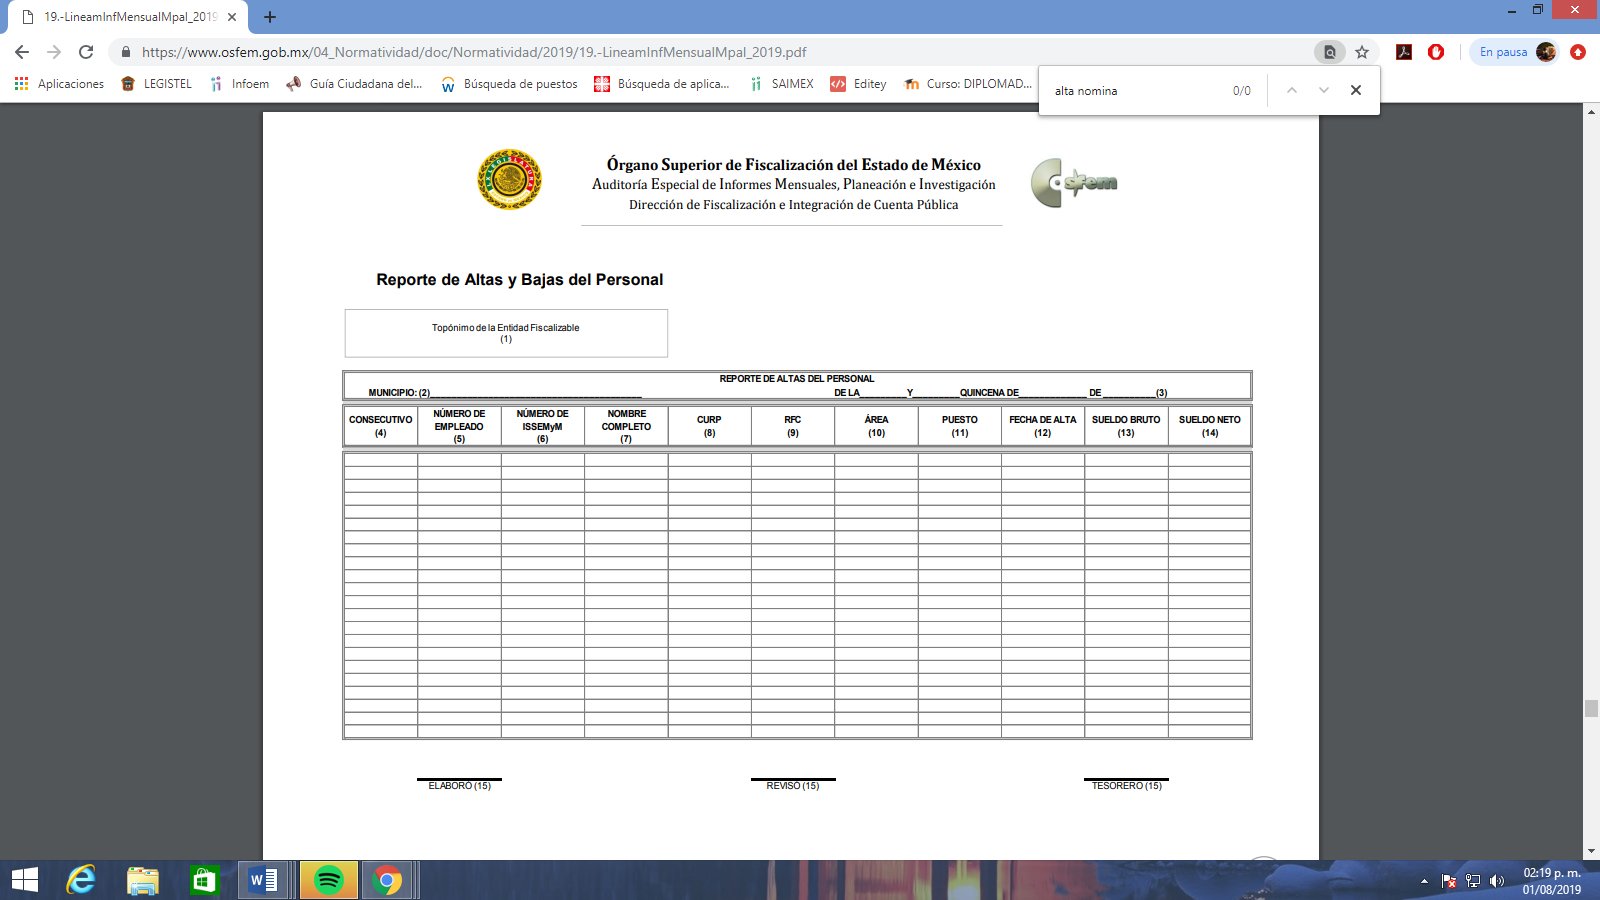 19.-LineamInfMensualMpal_2019
https://www.osfem.gob.mx/04_Normatividad/doc/Normatividad/2019/19.-LineamInfMensualMpal_2019.pdf
En pausa
Aplicaciones LEGISTEL Infoem Guía Ciudadana del... Búsqueda de puestos Búsqueda de aplica... SAIMEX Editey Curso: DIPLOMAD...
alta nomina 0/0
Órgano Superior de Fiscalización del Estado de México
Auditoría Especial de Informes Mensuales, Planeación e Investigación
Dirección de Fiscalización e Integración de Cuenta Pública
osfem
Reporte de Altas y Bajas del Personal
Topónimo de la Entidad Fiscalizable
(1)
REPORTE DE ALTAS DEL PERSONAL
MUNICIPIO: (2)________________________________________ DE LA_________Y_________QUINCENA DE_____________ DE __________(3)
CONSECUTIVO (4)
NÚMERO DE EMPLEADO (5)
NÚMERO DE ISSEMyM (6)
NOMBRE COMPLETO (7)
CURP (8)
RFC (9)
ÁREA (10)
PUESTO (11)
FECHA DE ALTA (12)
SUELDO BRUTO (13)
SUELDO NETO (14)
ELABORÓ (15) REVISÓ (15) TESORERO (15)
02:19 p. m.
01/08/2019